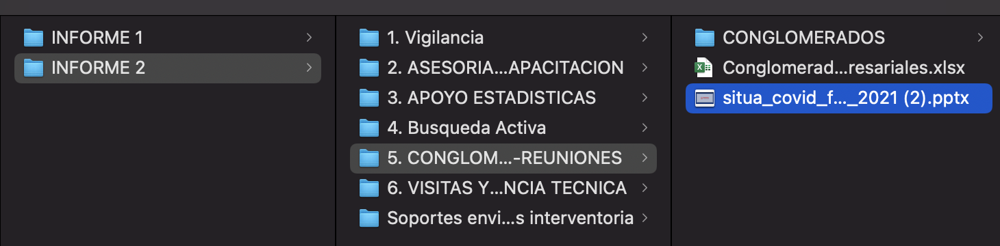 INFORME 1
INFORME 2
1. Vigilancia
2. ASESORIA...APACITACION
3. APOYO ESTADISTICAS
4. Busqueda Activa
5. CONGLOM...-REUNIONES
6. VISITAS Y...NCIA TECNICA
Soportes envi...s interventoria
CONGLOMERADOS
Conglomerad...resariales.xlsx
situa_covid_f..._2021 (2).pptx